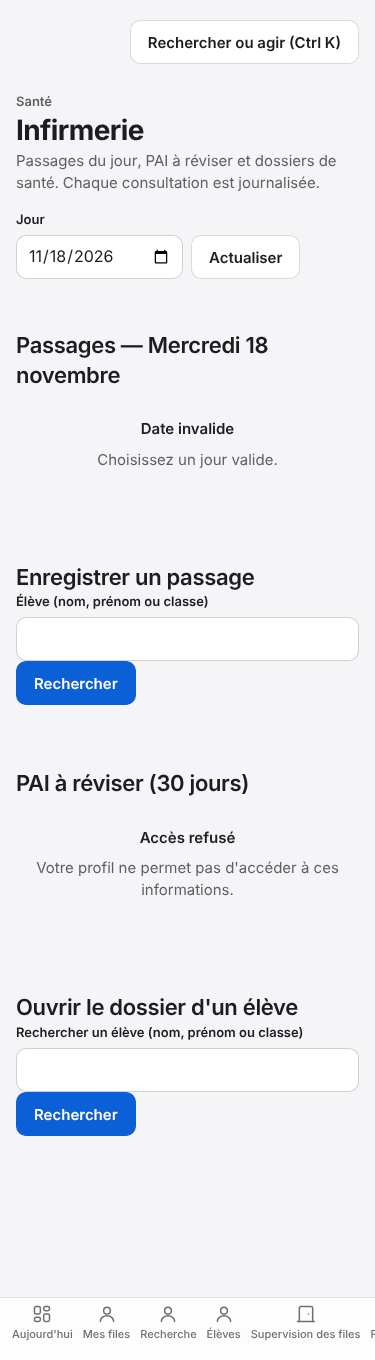 Rechercher ou agir (Ctrl K)
Santé
Infirmerie
Passages du jour, PAI à réviser et dossiers de
santé. Chaque consultation est journalisée.
Jour
11/18/2026
Actualiser
Passages — Mercredi 18
novembre
Date invalide
Choisissez un jour valide.
Enregistrer un passage
Élève (nom, prénom ou classe)
Rechercher
PAI à réviser (30 jours)
Accès refusé
Votre profil ne permet pas d'accéder à ces
informations.
Ouvrir le dossier d'un élève
Rechercher un élève (nom, prénom ou classe)
Rechercher
Aujourd'hui
Mes files
Recherche
Élèves
Supervision des files